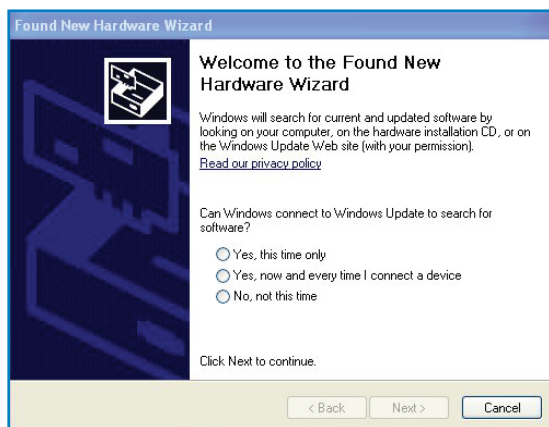 Found New Hardware Wizard
Welcome to the Found New
Hardware Wizard
Windows will search for current and updated software by
looking on your computer, on the hardware installation CD, or on
the Windows Update Web site (with your permission).
Read our privacy policy
Can Windows connect to Windows Update to search for
software?
Yes, this time only
Yes, now and every time I connect a device
No, not this time
Click Next to continue.
< Back Next > Cancel